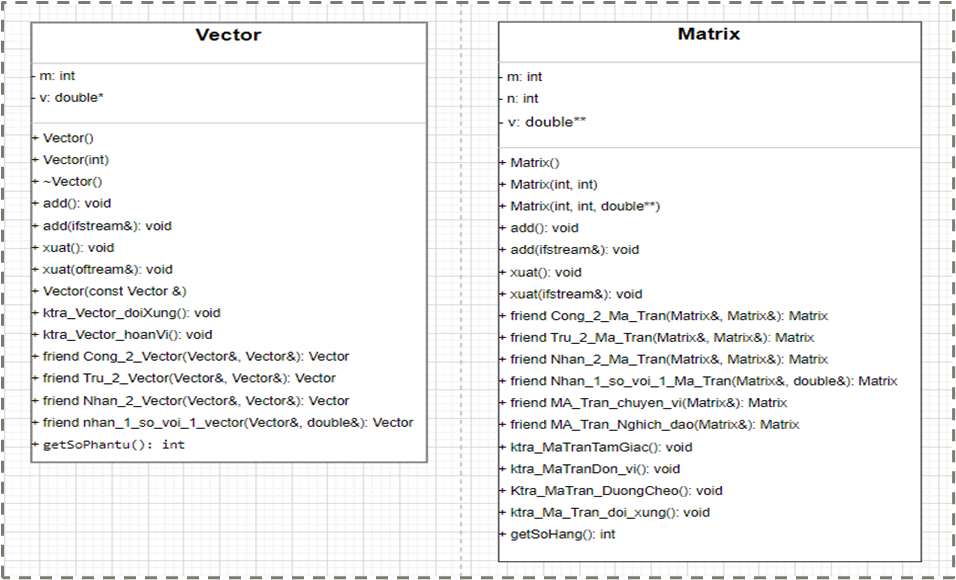 Vector
- m: int
- v: double*
+ Vector()
+ Vector(int)
+ ~Vector()
+ add(): void
+ add(ifstream&): void
+ xuat(): void
+ xuat(oftream&): void
+ Vector(const Vector &)
+ ktra_Vector_doiXung(): void
+ ktra_Vector_hoanVi(): void
+ friend Cong_2_Vector(Vector&, Vector&): Vector
+ friend Tru_2_Vector(Vector&, Vector&): Vector
+ friend Nhan_2_Vector(Vector&, Vector&): Vector
+ friend nhan_1_so_voi_1_vector(Vector&, double&): Vector
+ getSoPhantu(): int
Matrix
- m: int
- n: int
- v: double**
+ Matrix()
+ Matrix(int, int)
+ Matrix(int, int, double**)
+ add(): void
+ add(ifstream&): void
+ xuat(): void
+ xuat(ifstream&): void
+ friend Cong_2_Ma_Tran(Matrix&, Matrix&): Matrix
+ friend Tru_2_Ma_Tran(Matrix&, Matrix&): Matrix
+ friend Nhan_2_Ma_Tran(Matrix&, Matrix&): Matrix
+ friend Nhan_1_so_voi_1_Ma_Tran(Matrix&, double&): Matrix
+ friend MA_Tran_chuyen_vi(Matrix&): Matrix
+ friend MA_Tran_Nghich_dao(Matrix&): Matrix
+ ktra_MaTranTamGiac(): void
+ ktra_MaTranDon_vi(): void
+ Ktra_MaTran_DuongCheo(): void
+ ktra_Ma_Tran_doi_xung(): void
+ getSoHang(): int